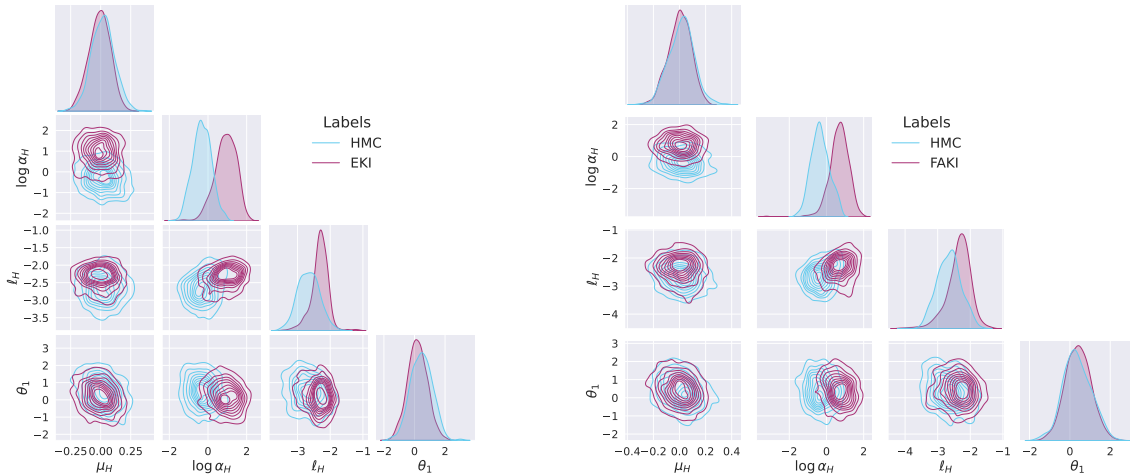 Labels
HMC
EKI
log α_H
2
1
0
−1
−2
ℓ_H
−1.0
−1.5
−2.0
−2.5
−3.0
−3.5
θ_1
3
2
1
0
−1
−2
−0.25 0.00 0.25
μ_H
−2 0 2
log α_H
−3 −2 −1
ℓ_H
−2 0 2
θ_1
Labels
HMC
FAKI
log α_H
2
0
−2
ℓ_H
−1
−2
−3
−4
θ_1
3
2
1
0
−1
−2
−0.4 −0.2 0.0 0.2 0.4
μ_H
−2 0 2
log α_H
−4 −3 −2 −1
ℓ_H
−2 0 2
θ_1